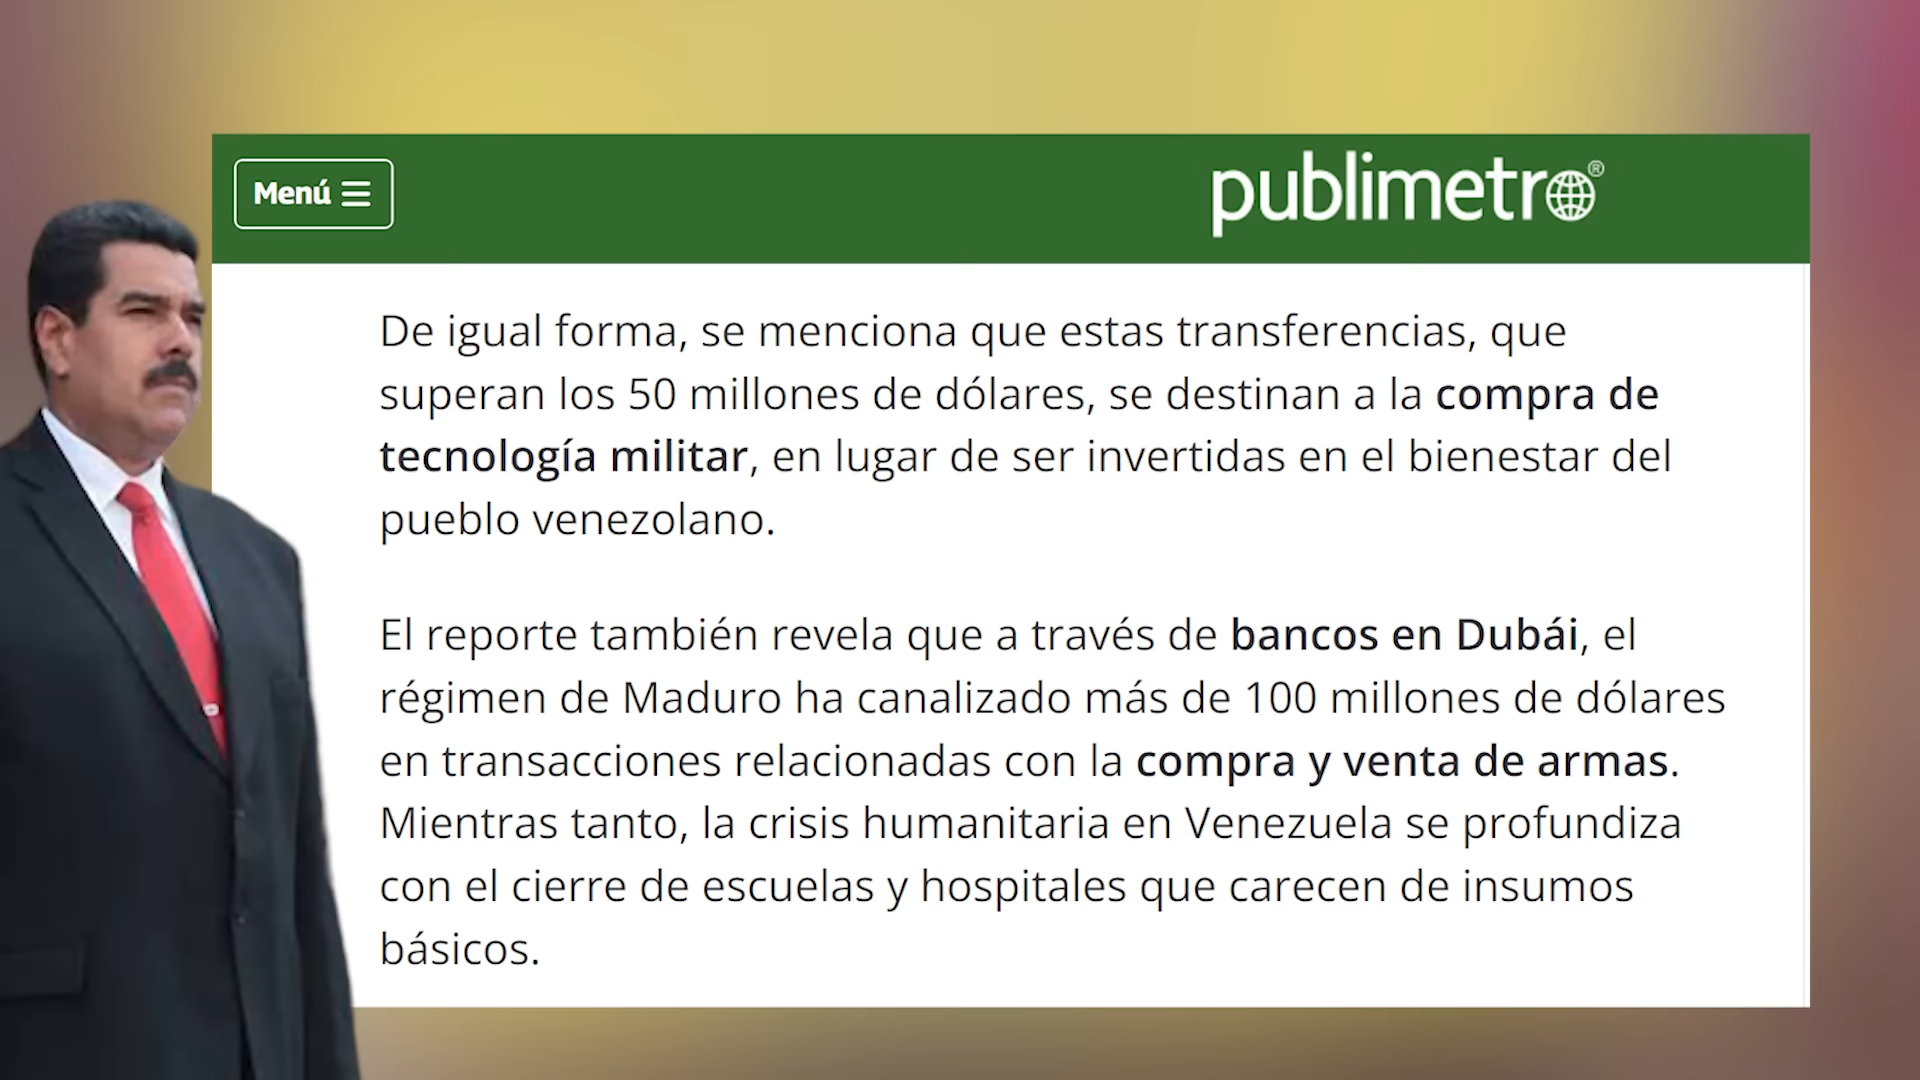 Menú
publimetro®
De igual forma, se menciona que estas transferencias, que
superan los 50 millones de dólares, se destinan a la compra de
tecnología militar, en lugar de ser invertidas en el bienestar del
pueblo venezolano.
El reporte también revela que a través de bancos en Dubái, el
régimen de Maduro ha canalizado más de 100 millones de dólares
en transacciones relacionadas con la compra y venta de armas.
Mientras tanto, la crisis humanitaria en Venezuela se profundiza
con el cierre de escuelas y hospitales que carecen de insumos
básicos.